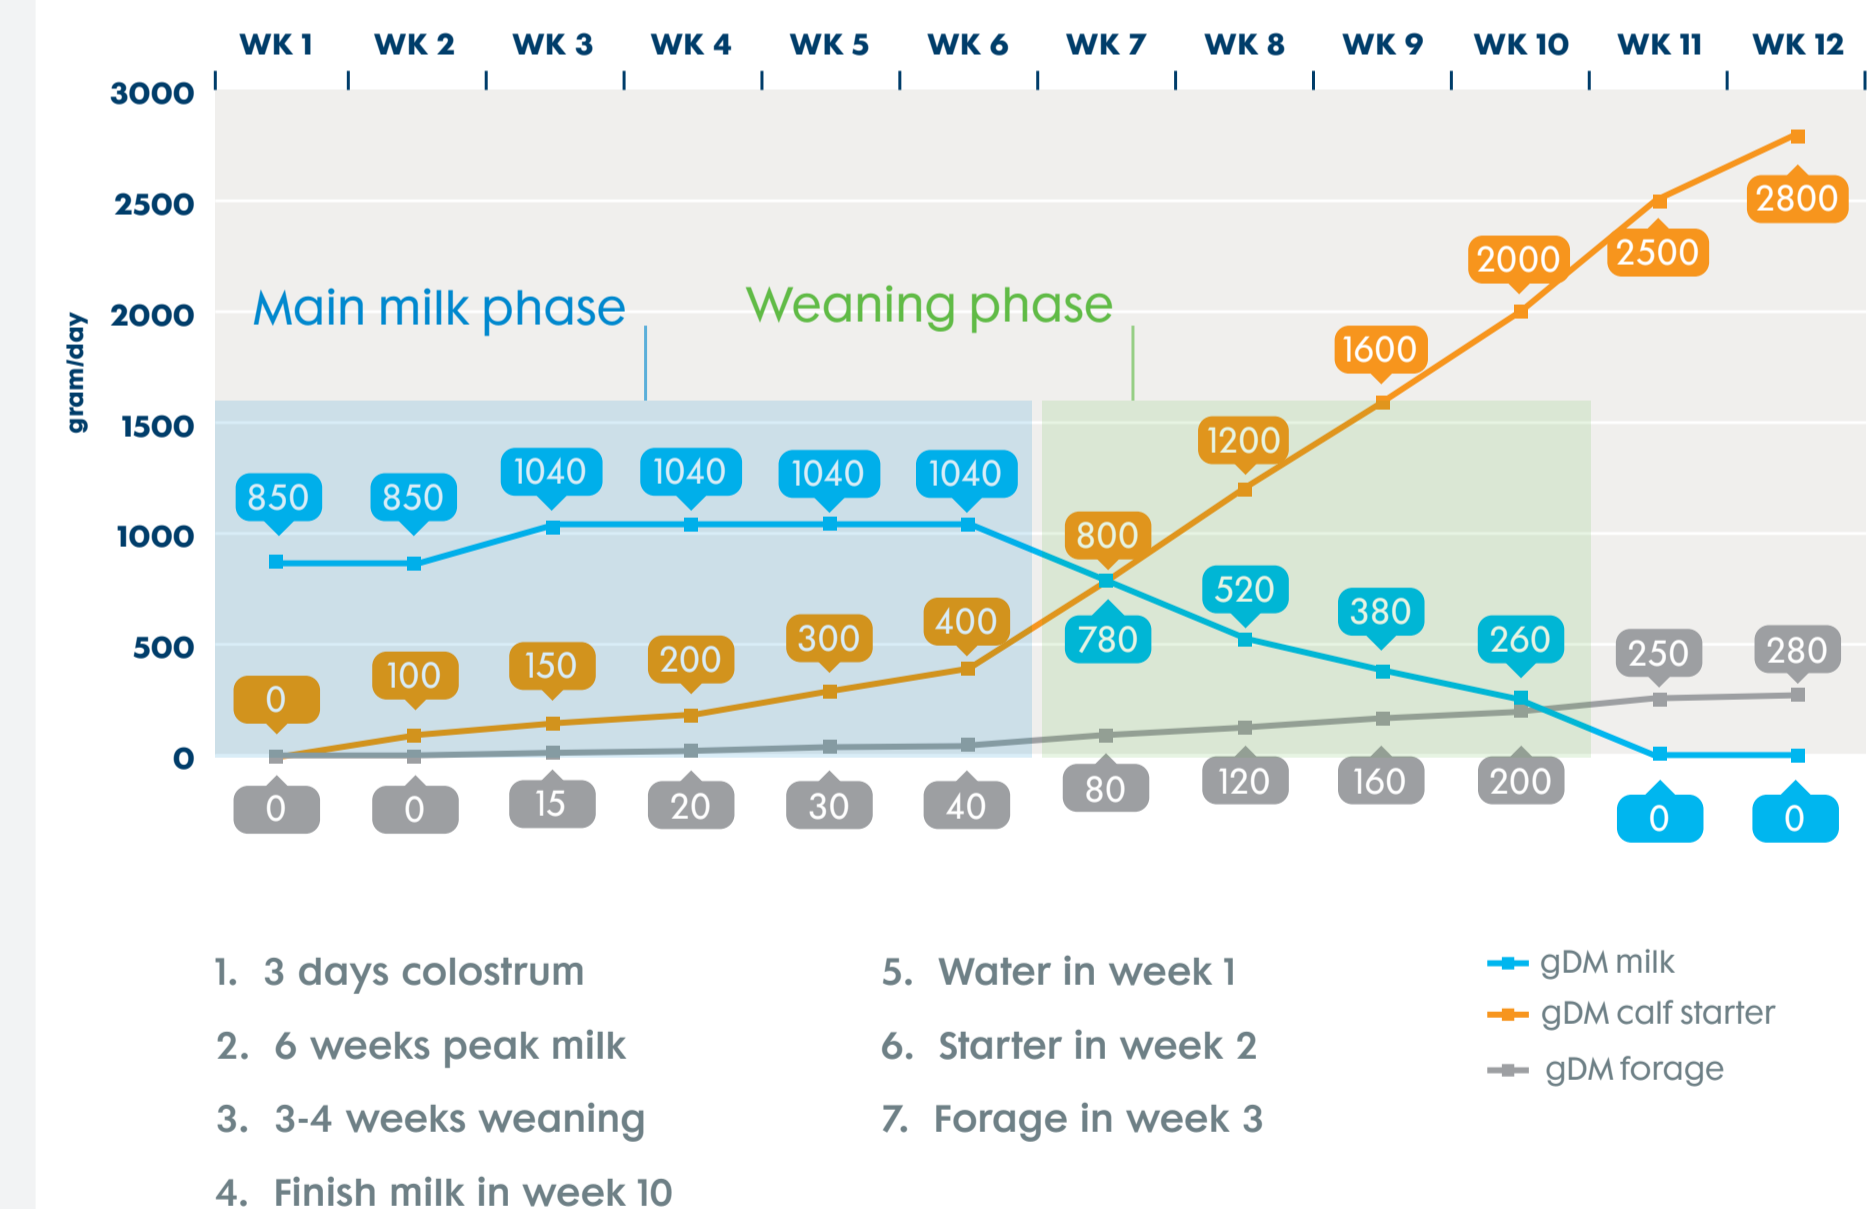 WK 1 WK 2 WK 3 WK 4 WK 5 WK 6 WK 7 WK 8 WK 9 WK 10 WK 11 WK 12
3000
2500
2000
1500
1000
500
0
gram/day
Main milk phase
Weaning phase
850 850 1040 1040 1040 1040 780 520 380 260 0 0
0 100 150 200 300 400 800 1200 1600 2000 2500 2800
0 0 15 20 30 40 80 120 160 200 250 280
1. 3 days colostrum
2. 6 weeks peak milk
3. 3-4 weeks weaning
4. Finish milk in week 10
5. Water in week 1
6. Starter in week 2
7. Forage in week 3
gDM milk
gDM calf starter
gDM forage